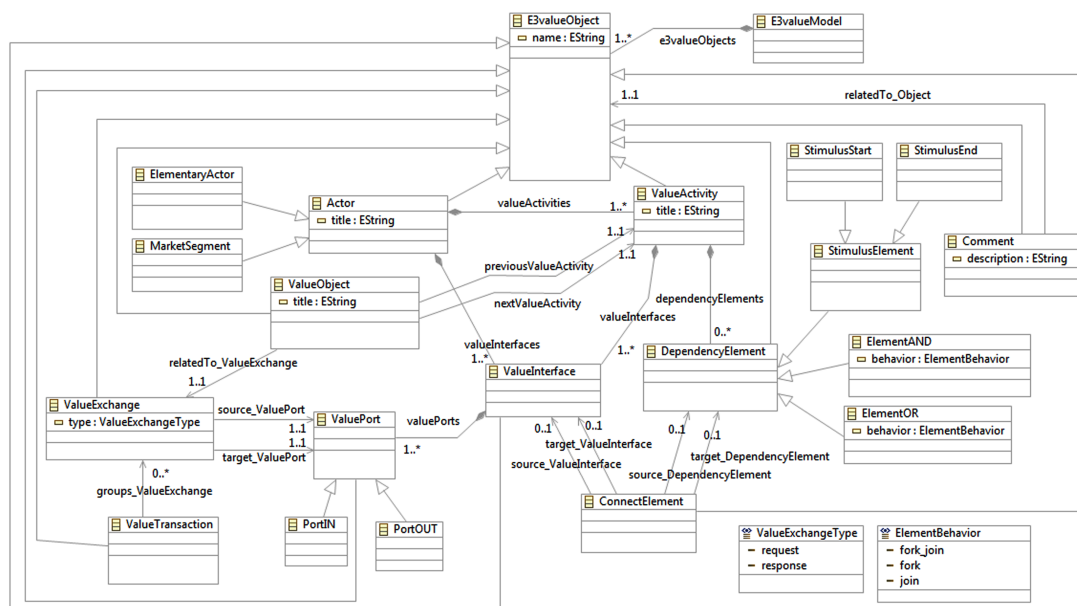 E3valueObject
name : EString
E3valueModel
1..*
e3valueObjects
1..1
relatedTo_Object
StimulusStart
StimulusEnd
ElementaryActor
Actor
title : EString
valueActivities
1..*
ValueActivity
title : EString
MarketSegment
1..1
1..1
previousValueActivity
nextValueActivity
StimulusElement
Comment
description : EString
ValueObject
title : EString
dependencyElements
valueInterfaces
0..*
valueInterfaces
1..*
1..*
relatedTo_ValueExchange
1..1
ValueInterface
DependencyElement
ElementAND
behavior : ElementBehavior
ValueExchange
type : ValueExchangeType
source_ValuePort
1..1
1..1
target_ValuePort
ValuePort
valuePorts
1..*
0..1
0..1
target_ValueInterface
source_ValueInterface
0..1
0..1
target_DependencyElement
source_DependencyElement
ElementOR
behavior : ElementBehavior
0..*
groups_ValueExchange
ValueTransaction
PortIN
PortOUT
ConnectElement
ValueExchangeType
request
response
ElementBehavior
fork_join
fork
join